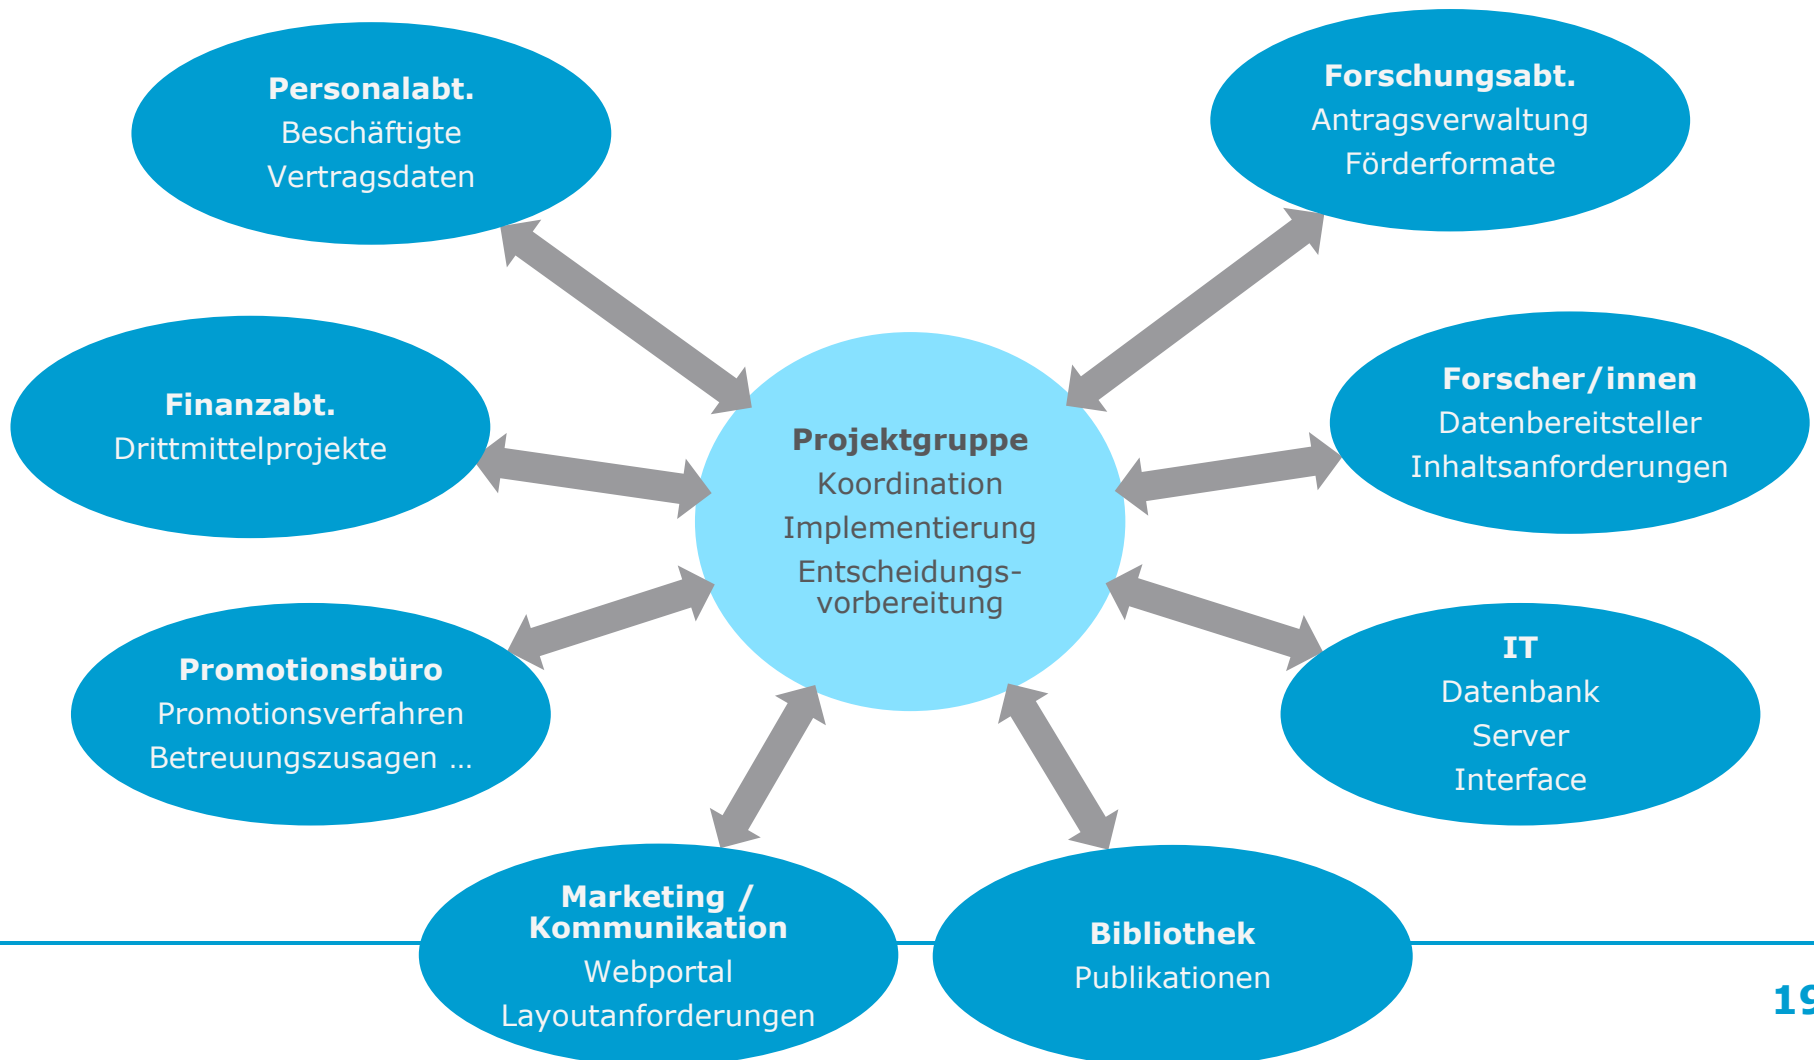 Personalabt.
Beschäftigte
Vertragsdaten
Forschungsabt.
Antragsverwaltung
Förderformate
Finanzabt.
Drittmittelprojekte
Projektgruppe
Koordination
Implementierung
Entscheidungs-
vorbereitung
Forscher/innen
Datenbereitsteller
Inhaltsanforderungen
Promotionsbüro
Promotionsverfahren
Betreuungszusagen ...
IT
Datenbank
Server
Interface
Marketing /
Kommunikation
Webportal
Layoutanforderungen
Bibliothek
Publikationen
19